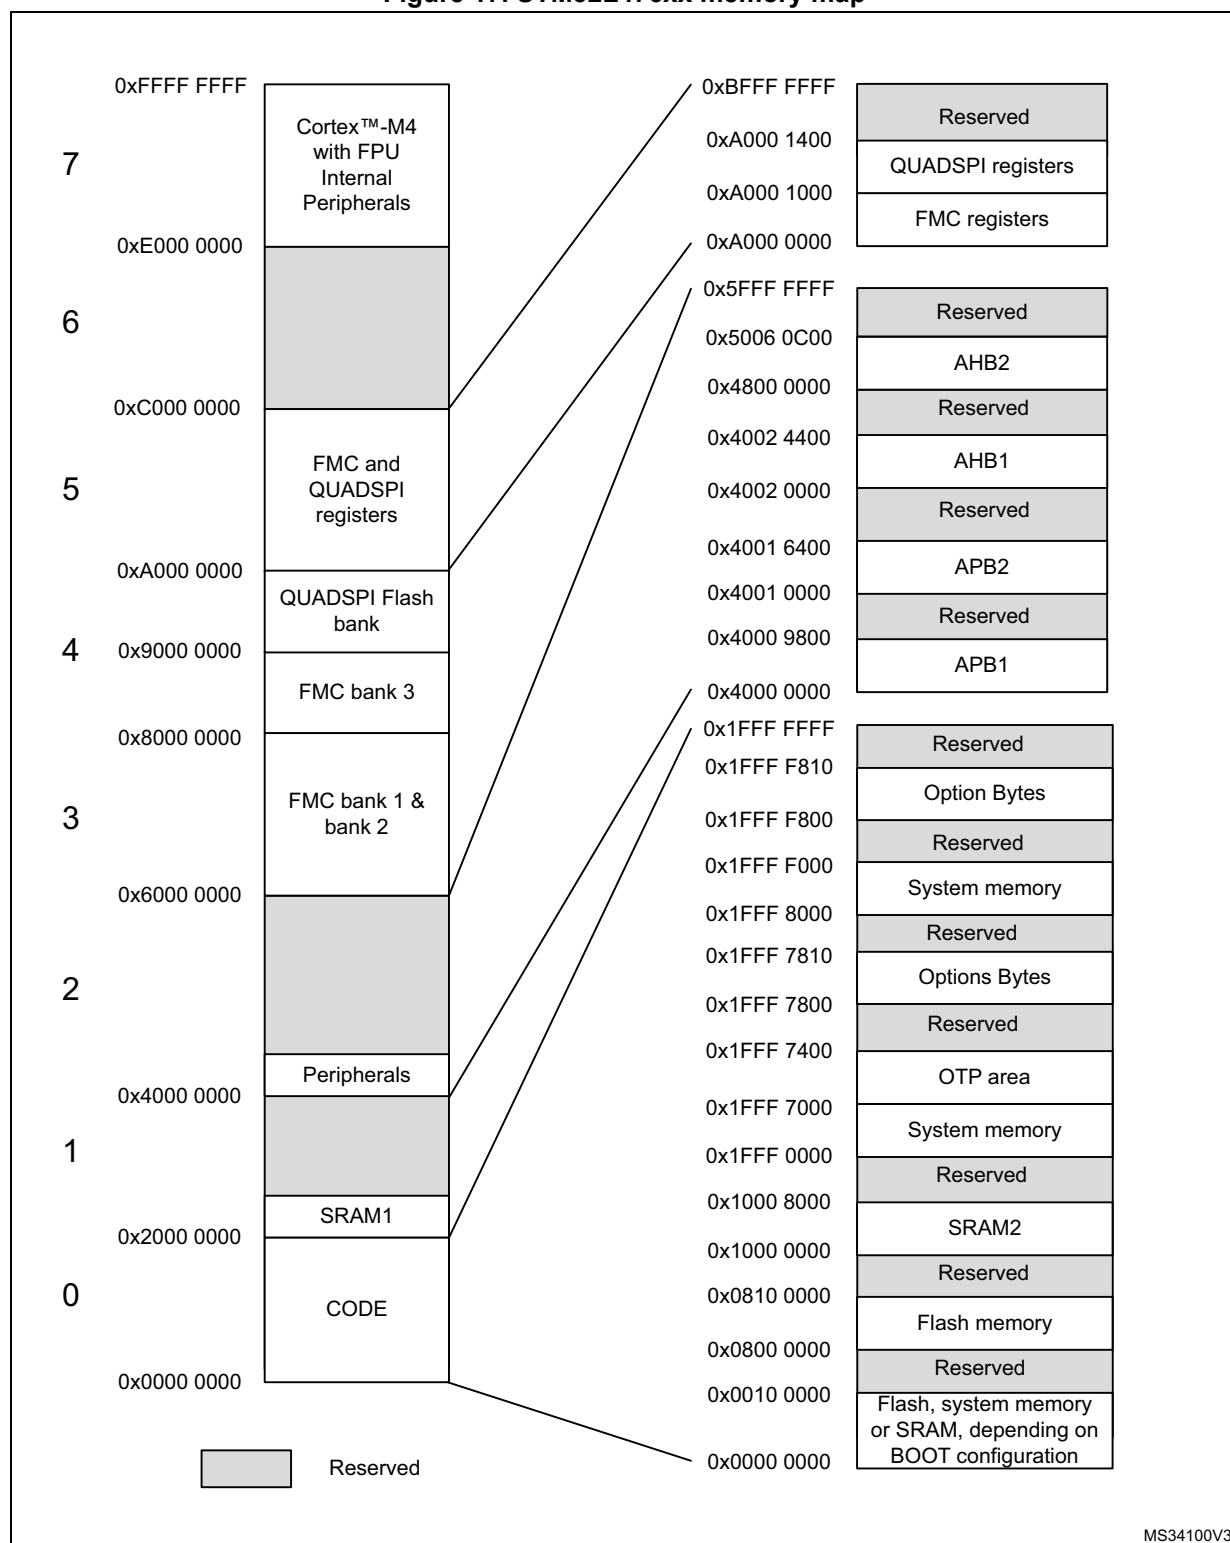 0xFFFF FFFF
Cortex™-M4
with FPU
Internal
Peripherals
7
0xE000 0000
6
0xC000 0000
FMC and
QUADSPI
registers
5
0xA000 0000
QUADSPI Flash
bank
4
0x9000 0000
FMC bank 3
0x8000 0000
FMC bank 1 &
bank 2
3
0x6000 0000
2
Peripherals
0x4000 0000
1
SRAM1
0x2000 0000
0
CODE
0x0000 0000
Reserved
0xBFFF FFFF
Reserved
0xA000 1400
QUADSPI registers
0xA000 1000
FMC registers
0xA000 0000
0x5FFF FFFF
Reserved
0x5006 0C00
AHB2
0x4800 0000
Reserved
0x4002 4400
AHB1
0x4002 0000
Reserved
0x4001 6400
APB2
0x4001 0000
Reserved
0x4000 9800
APB1
0x4000 0000
0x1FFF FFFF
Reserved
0x1FFF F810
Option Bytes
0x1FFF F800
Reserved
0x1FFF F000
System memory
0x1FFF 8000
Reserved
0x1FFF 7810
Options Bytes
0x1FFF 7800
Reserved
0x1FFF 7400
OTP area
0x1FFF 7000
System memory
0x1FFF 0000
Reserved
0x1000 8000
SRAM2
0x1000 0000
Reserved
0x0810 0000
Flash memory
0x0800 0000
Reserved
0x0010 0000
Flash, system memory
or SRAM, depending on
BOOT configuration
0x0000 0000
MS34100V3